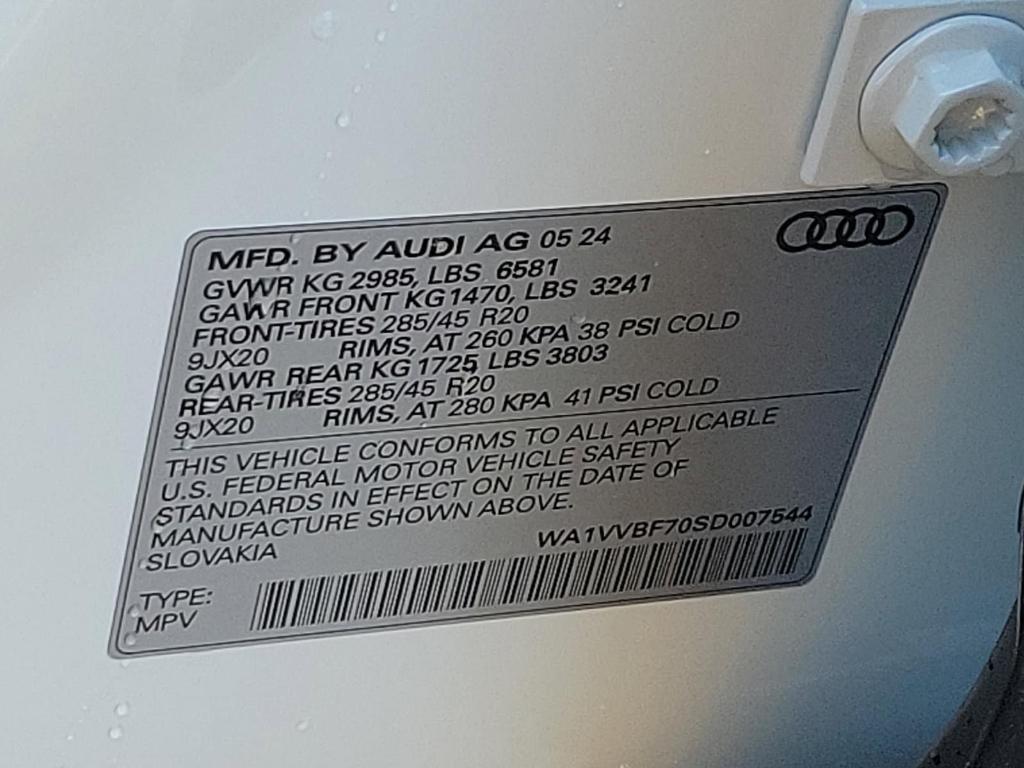 MFD. BY AUDI AG 05 24
GVWR KG 2985, LBS 6581
GAWR FRONT KG 1470, LBS 3241
FRONT-TIRES 285/45 R20
9JX20 RIMS, AT 260 KPA 38 PSI COLD
GAWR REAR KG 1725, LBS 3803
REAR-TIRES 285/45 R20
9JX20 RIMS, AT 280 KPA 41 PSI COLD
THIS VEHICLE CONFORMS TO ALL APPLICABLE
U.S. FEDERAL MOTOR VEHICLE SAFETY
STANDARDS IN EFFECT ON THE DATE OF
MANUFACTURE SHOWN ABOVE.
SLOVAKIA WA1VVBF70SD007544
TYPE:
MPV